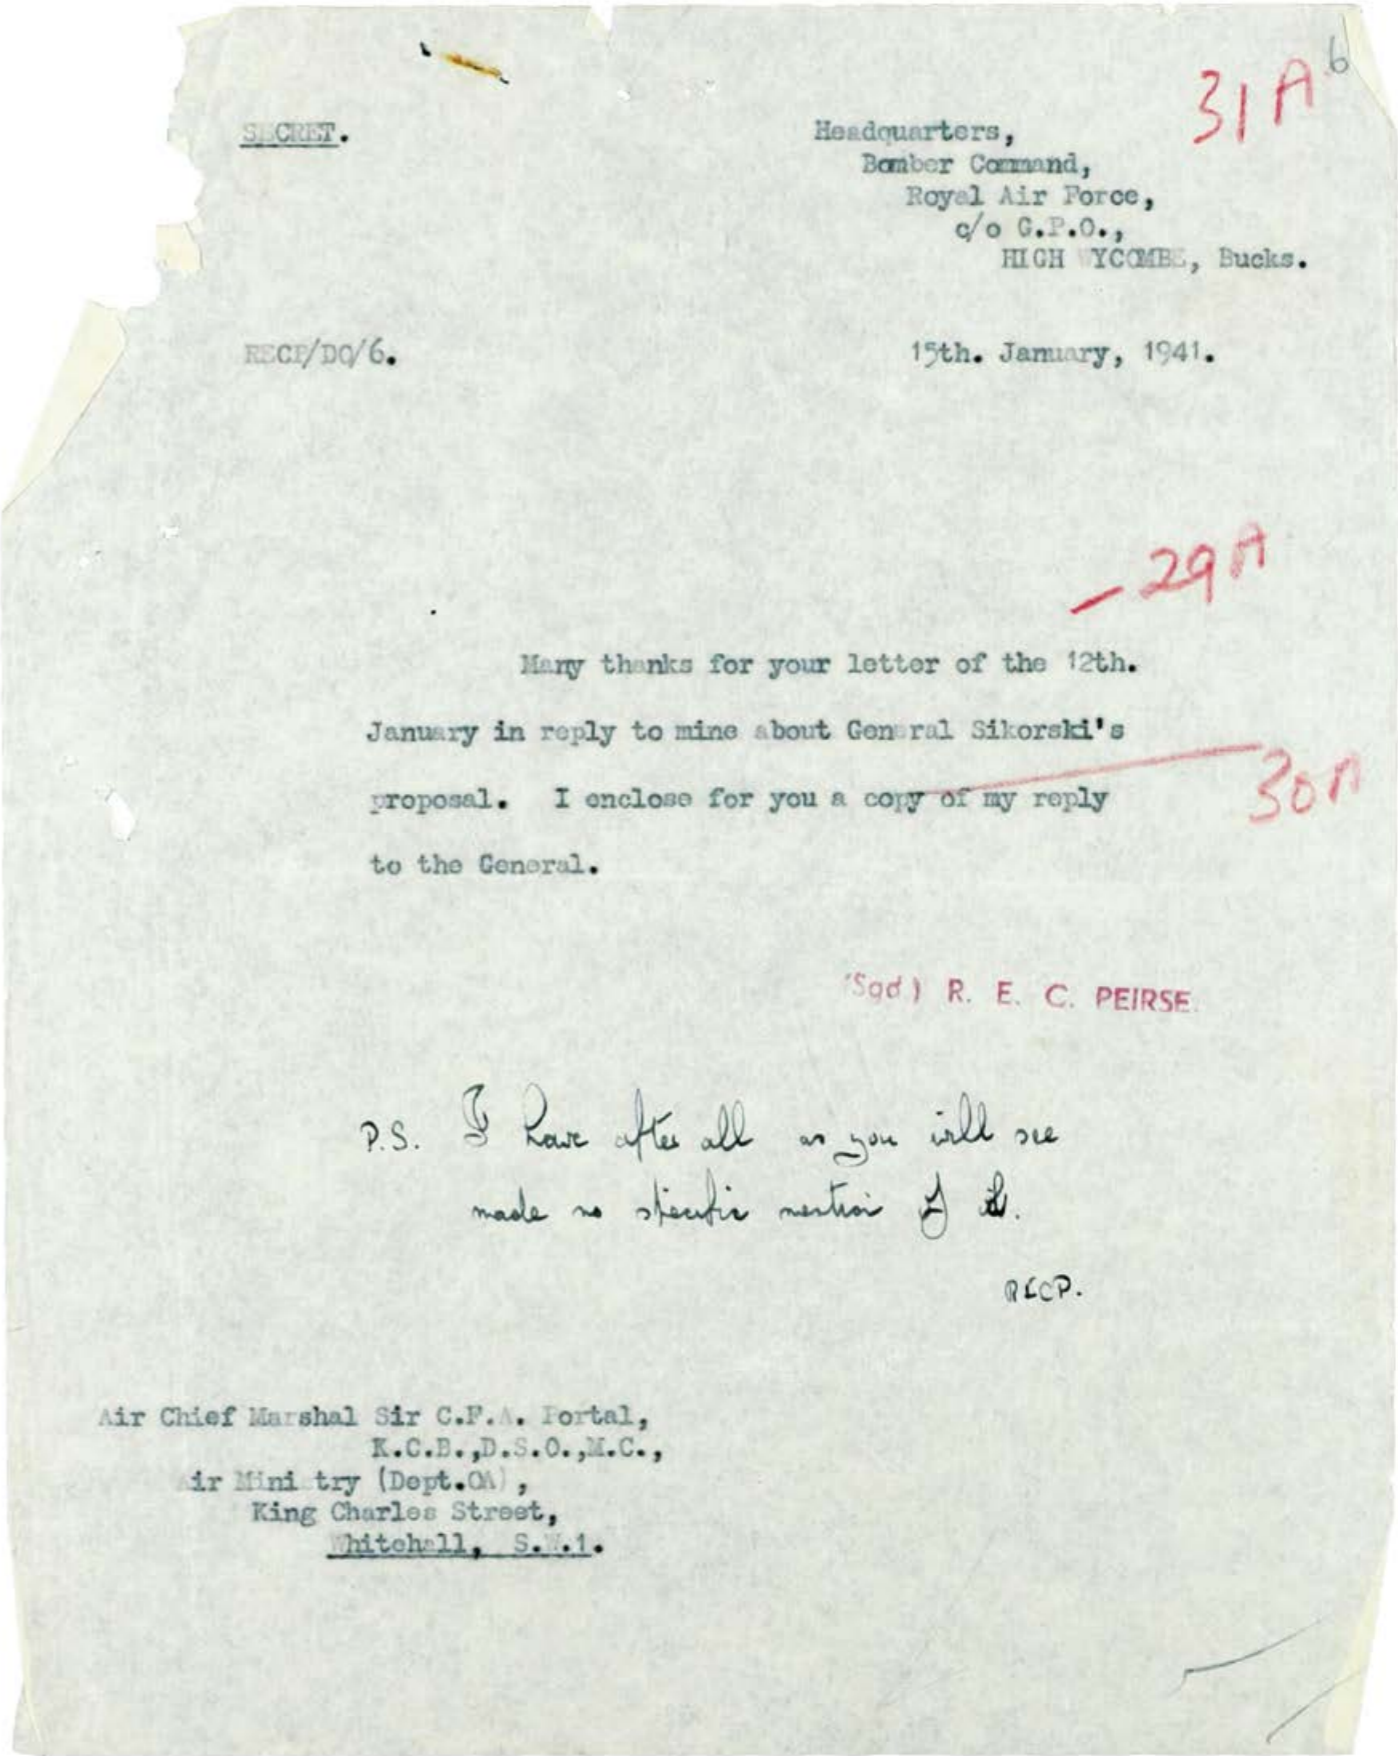 31A
6
SECRET.
Headquarters,
Bomber Command,
Royal Air Force,
c/o G.P.O.,
HIGH WYCOMBE, Bucks.
RECP/DO/6.
15th. January, 1941.
29A
Many thanks for your letter of the 12th.
January in reply to mine about General Sikorski's
proposal. I enclose for you a copy of my reply
30A
to the General.
(Sgd) R. E. C. PEIRSE.
P.S. I have after all as you will see
made no specific mention of
RECP.
Air Chief Marshal Sir C.F.A. Portal,
K.C.B.,D.S.O.,M.C.,
Air Ministry (Dept.OA),
King Charles Street,
Whitehall, S.W.1.